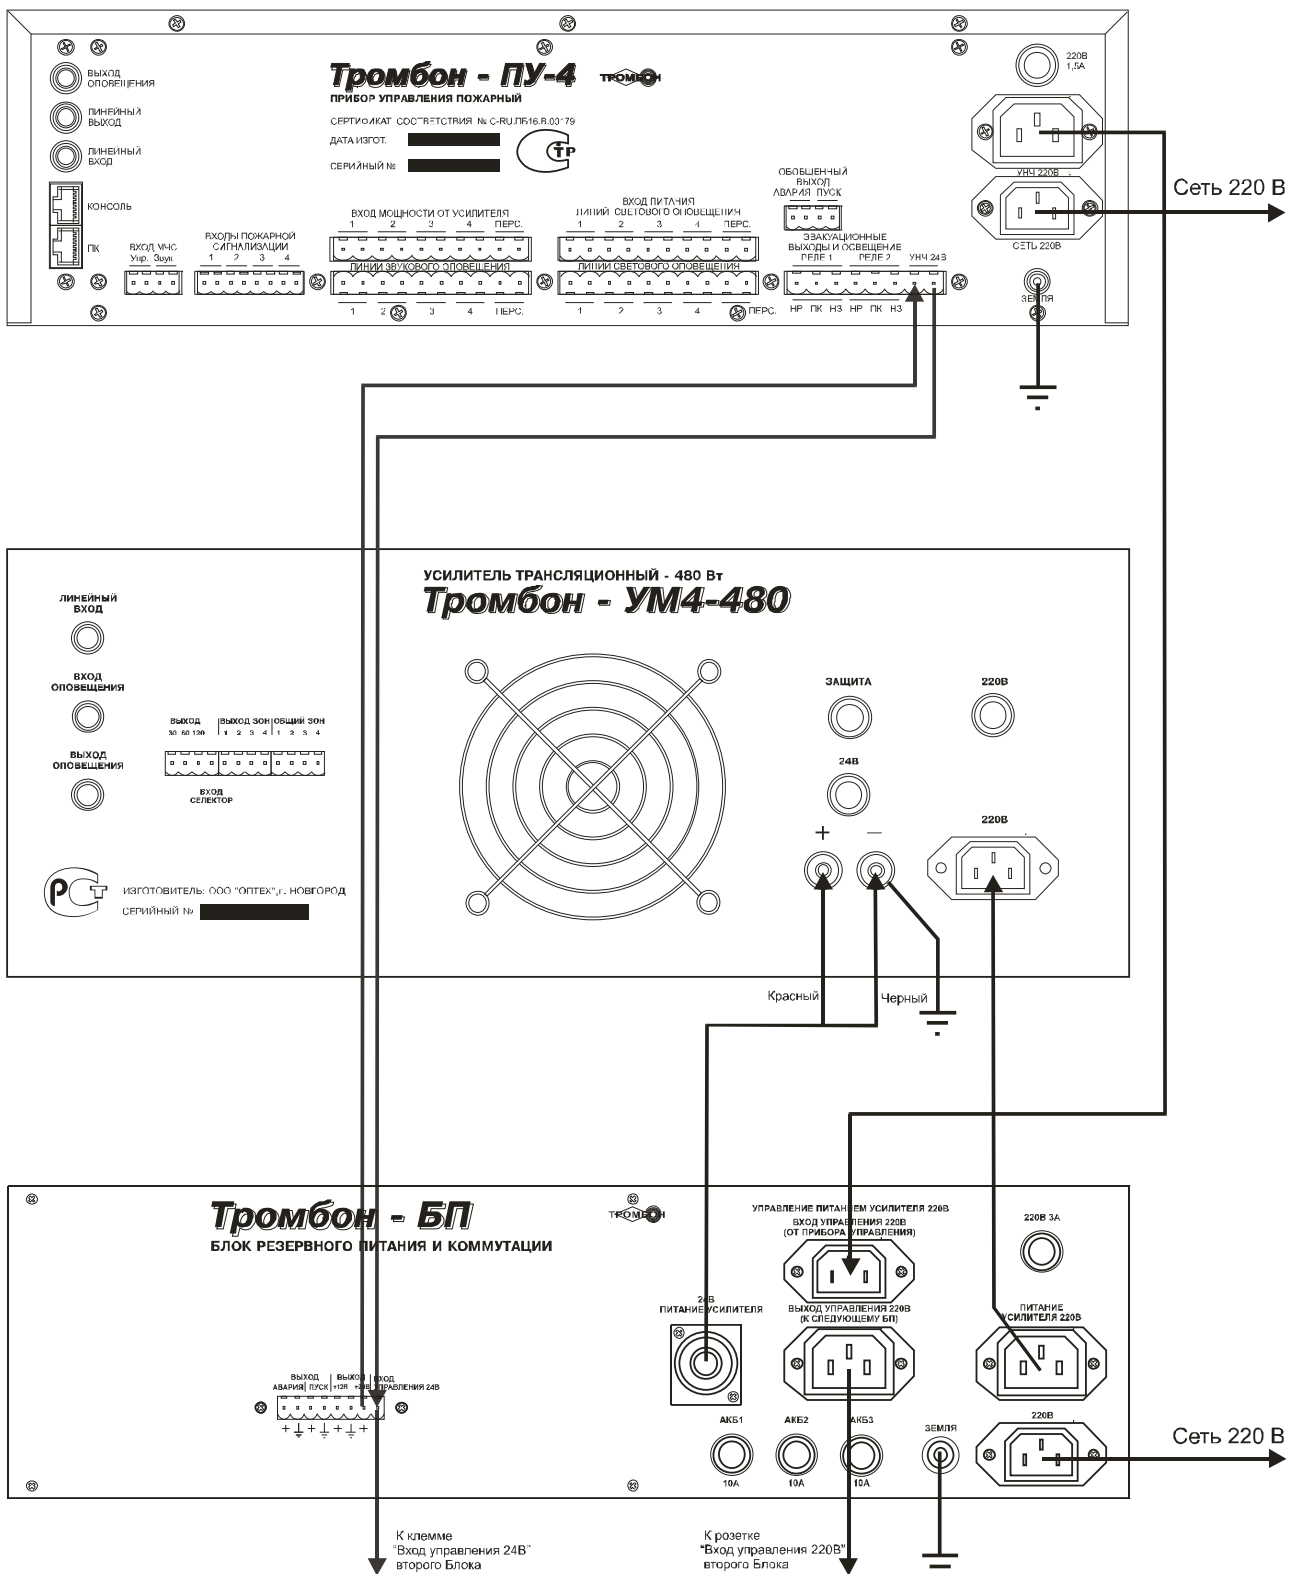 ВЫХОД
ОПОВЕЩЕНИЯ
ЛИНЕЙНЫЙ
ВЫХОД
ЛИНЕЙНЫЙ
ВХОД
КОНСОЛЬ
ПК
Тромбон - ПУ-4
ТРОМБОН
ПРИБОР УПРАВЛЕНИЯ ПОЖАРНЫЙ
СЕРТИФИКАТ СООТВЕТСТВИЯ № C-RU.ПБ16.В.00179
ДАТА ИЗГОТ.
СЕРИЙНЫЙ №
220В
1,5А
УНЧ 220В
Сеть 220 В
СЕТЬ 220В
ЗЕМЛЯ
ВХОД МЧС
Упр. Звук
ВХОДЫ ПОЖАРНОЙ
СИГНАЛИЗАЦИИ
1 2 3 4
ВХОД МОЩНОСТИ ОТ УСИЛИТЕЛЯ
1 2 3 4 ПЕРС.
ЛИНИИ ЗВУКОВОГО ОПОВЕЩЕНИЯ
1 2 3 4 ПЕРС.
ВХОД ПИТАНИЯ
ЛИНИЙ СВЕТОВОГО ОПОВЕЩЕНИЯ
1 2 3 4 ПЕРС.
ЛИНИИ СВЕТОВОГО ОПОВЕЩЕНИЯ
1 2 3 4 ПЕРС.
ОБОБЩЕННЫЙ
ВЫХОД
АВАРИЯ ПУСК
ЭВАКУАЦИОННЫЕ
ВЫХОДЫ И ОСВЕЩЕНИЕ
РЕЛЕ 1 РЕЛЕ 2 УНЧ 24В
НР ПК НЗ НР ПК НЗ
УСИЛИТЕЛЬ ТРАНСЛЯЦИОННЫЙ - 480 Вт
Тромбон - УМ4-480
ЛИНЕЙНЫЙ
ВХОД
ВХОД
ОПОВЕЩЕНИЯ
ВЫХОД
ОПОВЕЩЕНИЯ
ВЫХОД ВЫХОД ЗОН ОБЩИЙ ЗОН
30 60 120 1 2 3 4 1 2 3 4
ВХОД
СЕЛЕКТОР
ИЗГОТОВИТЕЛЬ: ООО "ОПТЕХ",г. НОВГОРОД
СЕРИЙНЫЙ №
ЗАЩИТА
24В
+ —
220В
220В
Красный
Черный
Тромбон - БП
ТРОМБОН
БЛОК РЕЗЕРВНОГО ПИТАНИЯ И КОММУТАЦИИ
УПРАВЛЕНИЕ ПИТАНИЕМ УСИЛИТЕЛЯ 220В
ВХОД УПРАВЛЕНИЯ 220В
(ОТ ПРИБОРА УПРАВЛЕНИЯ)
ВЫХОД УПРАВЛЕНИЯ 220В
(К СЛЕДУЮЩЕМУ БП)
24В
ПИТАНИЕ УСИЛИТЕЛЯ
220В 3А
ПИТАНИЕ
УСИЛИТЕЛЯ 220В
220В
Сеть 220 В
ВЫХОД ВЫХОД ВХОД
АВАРИЯ ПУСК +12В +24В УПРАВЛЕНИЯ 24В
+ + + +
АКБ1 АКБ2 АКБ3
10А 10А 10А
ЗЕМЛЯ
К клемме
"Вход управления 24В"
второго Блока
К розетке
"Вход управления 220В"
второго Блока